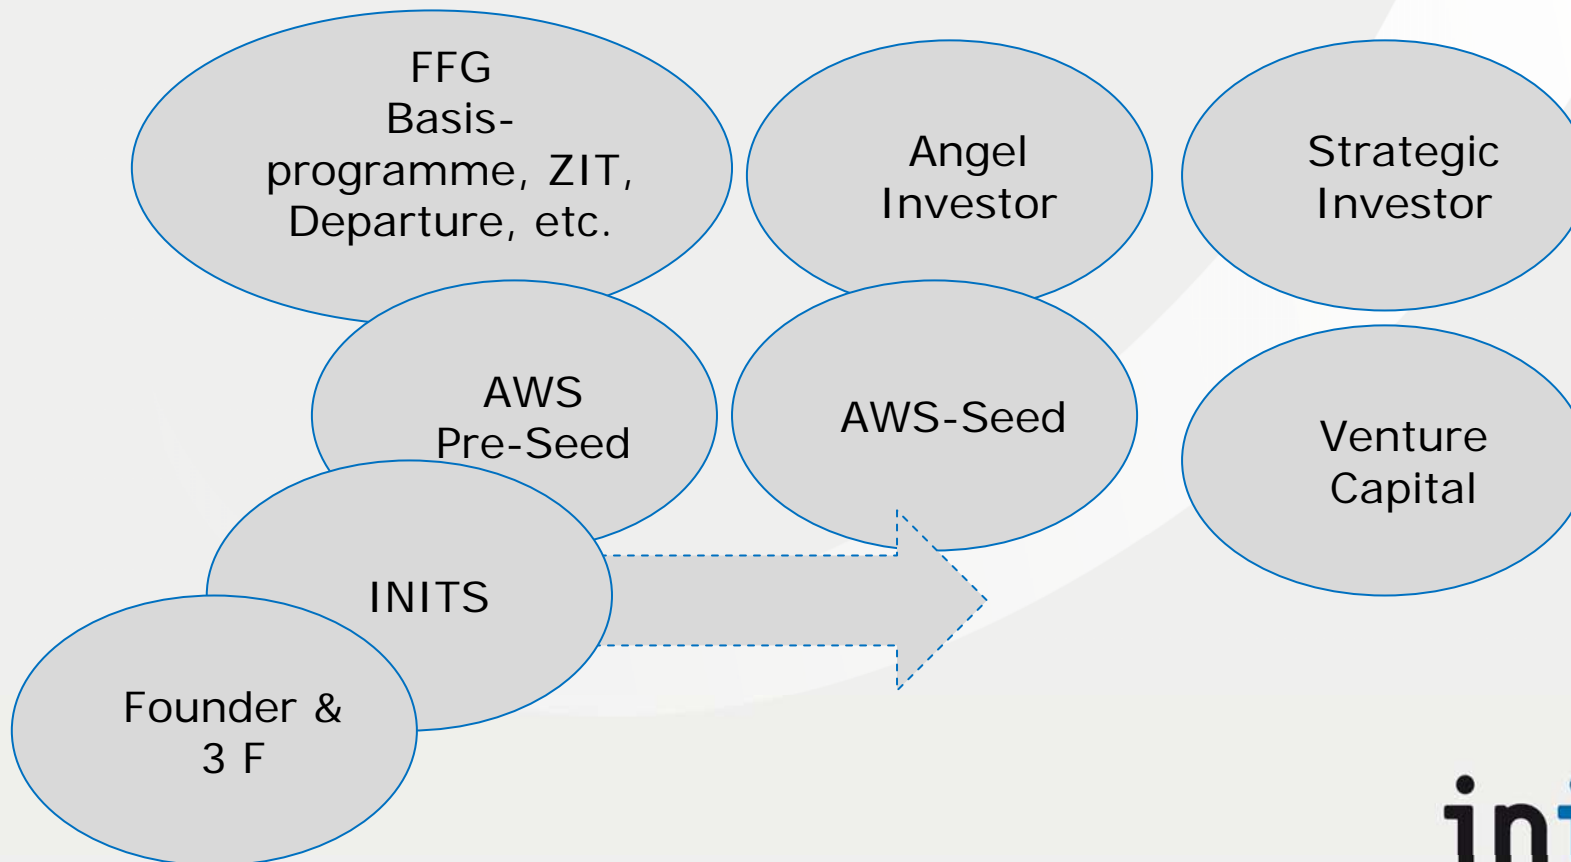 FFG
Basis-
programme, ZIT,
Departure, etc.
Angel
Investor
Strategic
Investor
AWS
Pre-Seed
AWS-Seed
Venture
Capital
INITS
Founder &
3 F